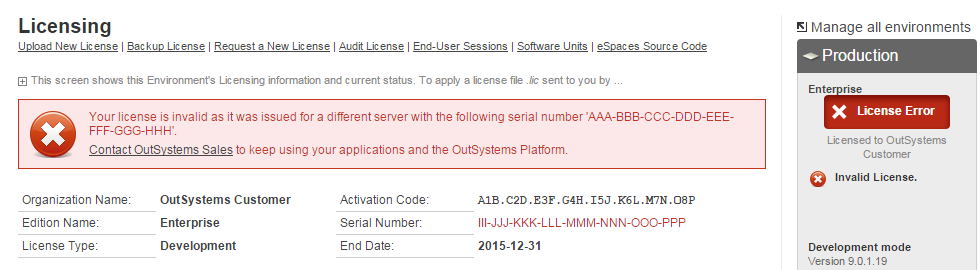 Licensing
Upload New License | Backup License | Request a New License | Audit License | End-User Sessions | Software Units | eSpaces Source Code
This screen shows this Environment's Licensing information and current status. To apply a license file .lic sent to you by ...
Your license is invalid as it was issued for a different server with the following serial number 'AAA-BBB-CCC-DDD-EEE-
FFF-GGG-HHH'.
Contact OutSystems Sales to keep using your applications and the OutSystems Platform.
Organization Name: OutSystems Customer Activation Code: A1B.C2D.E3F.G4H.I5J.K6L.M7N.O8P
Edition Name: Enterprise Serial Number: III-JJJ-KKK-LLL-MMM-NNN-OOO-PPP
License Type: Development End Date: 2015-12-31
Manage all environments
Production
Enterprise
License Error
Licensed to OutSystems
Customer
Invalid License.
Development mode
Version 9.0.1.19